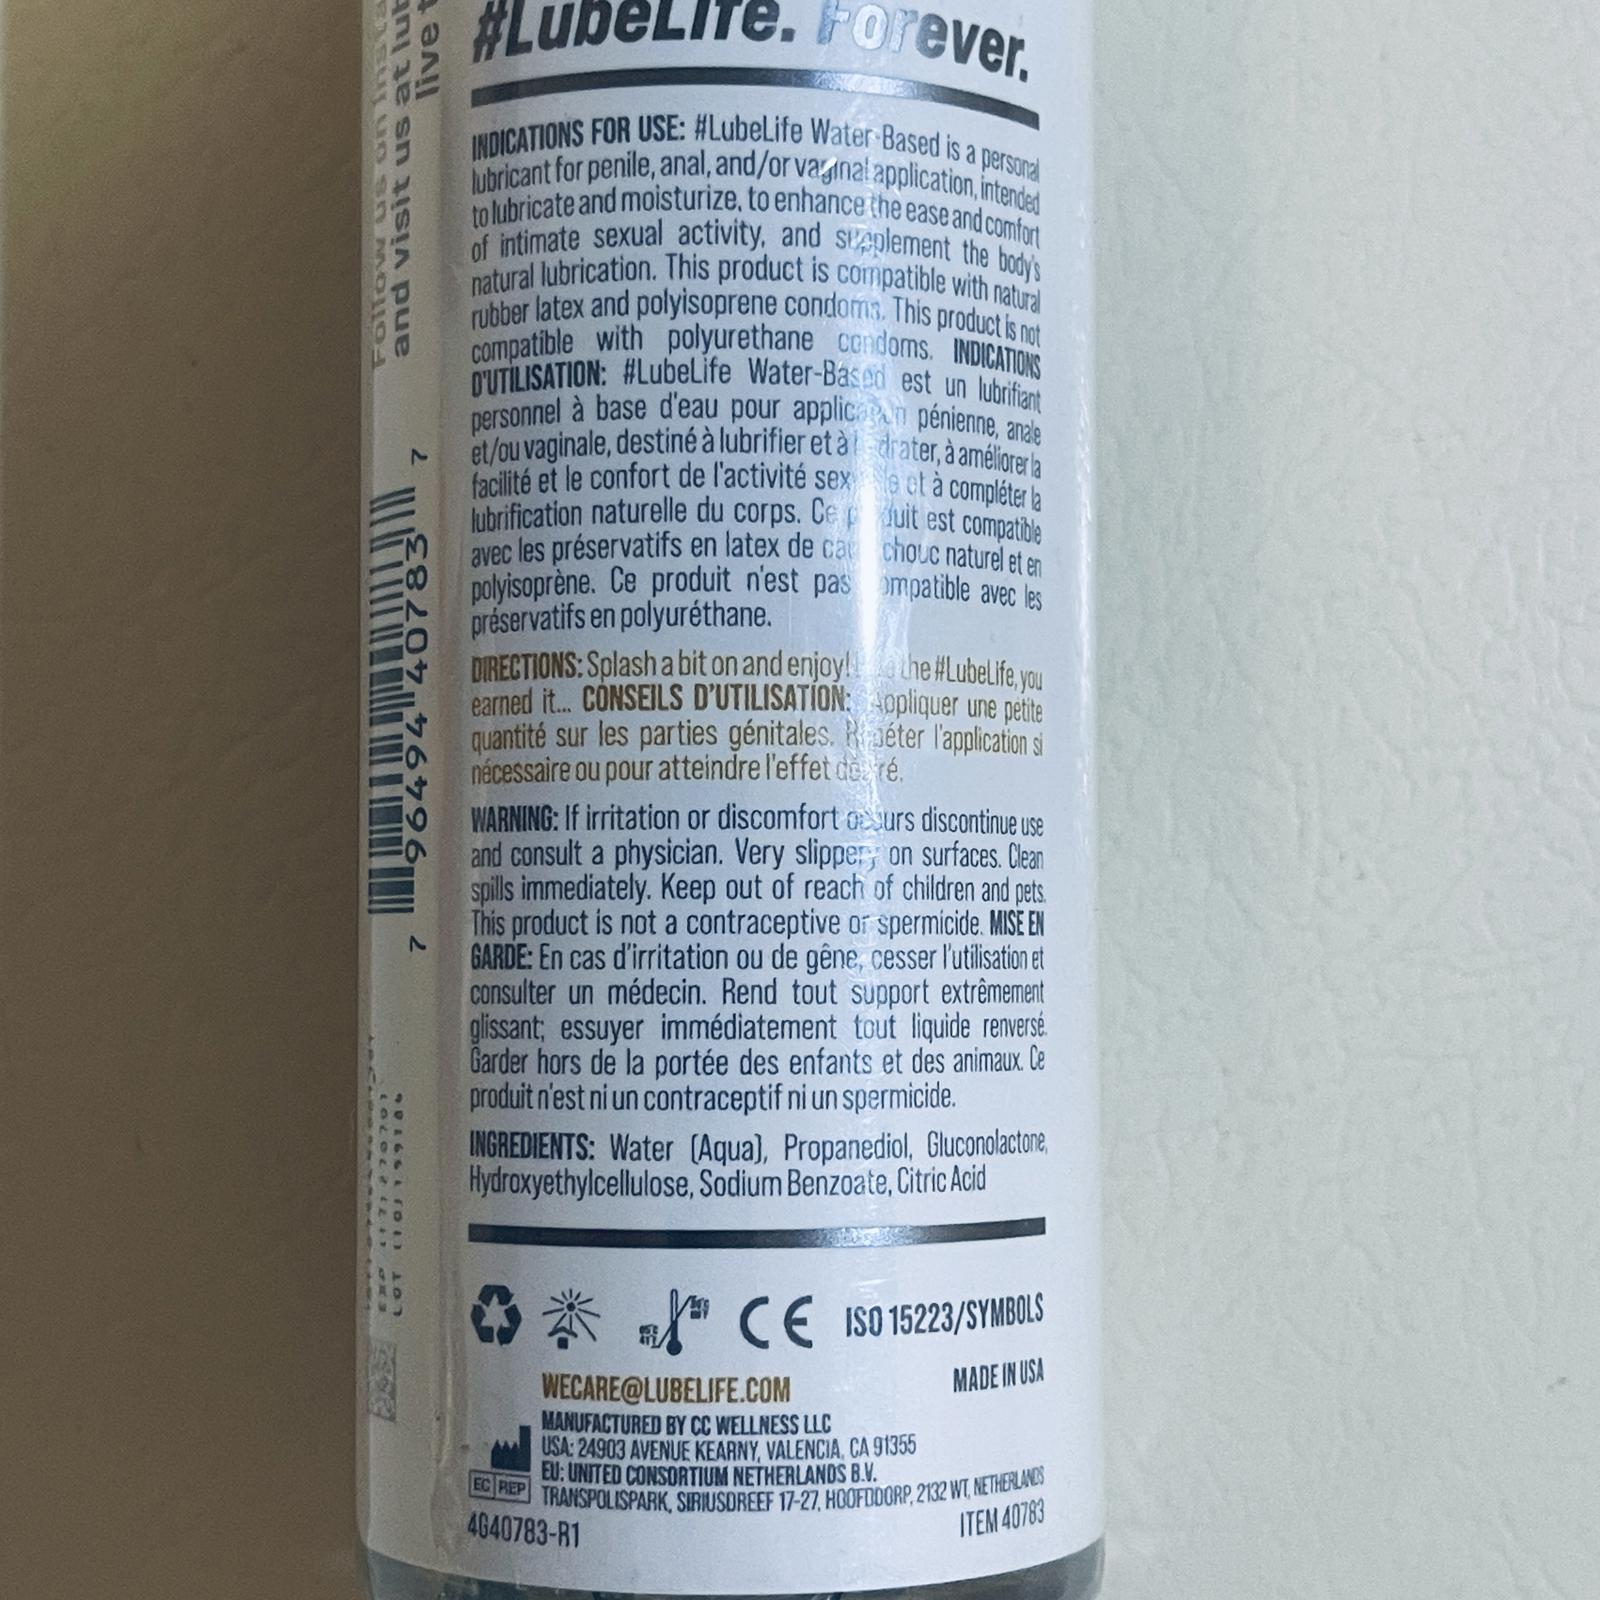 #LubeLife. Forever.
INDICATIONS FOR USE: #LubeLife Water-Based is a personal
lubricant for penile, anal, and/or vaginal application, intended
to lubricate and moisturize, to enhance the ease and comfort
of intimate sexual activity, and supplement the body's
natural lubrication. This product is compatible with natural
rubber latex and polyisoprene condoms. This product is not
compatible with polyurethane condoms. INDICATIONS
D'UTILISATION: #LubeLife Water-Based est un lubrifiant
personnel à base d'eau pour application pénienne, anale
et/ou vaginale, destiné à lubrifier et à hydrater, à améliorer la
facilité et le confort de l'activité sexuelle et à compléter la
lubrification naturelle du corps. Ce produit est compatible
avec les préservatifs en latex de caoutchouc naturel et en
polyisoprène. Ce produit n'est pas compatible avec les
préservatifs en polyuréthane.
DIRECTIONS: Splash a bit on and enjoy! the #LubeLife, you
earned it... CONSEILS D'UTILISATION: Appliquer une petite
quantité sur les parties génitales. Répéter l'application si
nécessaire ou pour atteindre l'effet désiré.
WARNING: If irritation or discomfort occurs discontinue use
and consult a physician. Very slippery on surfaces. Clean
spills immediately. Keep out of reach of children and pets.
This product is not a contraceptive or spermicide. MISE EN
GARDE: En cas d'irritation ou de gêne, cesser l'utilisation et
consulter un médecin. Rend tout support extrêmement
glissant; essuyer immédiatement tout liquide renversé.
Garder hors de la portée des enfants et des animaux. Ce
produit n'est ni un contraceptif ni un spermicide.
INGREDIENTS: Water (Aqua), Propanediol, Gluconolactone,
Hydroxyethylcellulose, Sodium Benzoate, Citric Acid
CE ISO 15223/SYMBOLS
WECARE@LUBELIFE.COM MADE IN USA
MANUFACTURED BY CC WELLNESS LLC
USA: 24903 AVENUE KEARNY, VALENCIA, CA 91355
EU: UNITED CONSORTIUM NETHERLANDS B.V.
EC REP TRANSPOLISPARK, SIRIUSDREEF 17-27, HOOFDDORP, 2132 WT, NETHERLANDS
4G40783-R1 ITEM 40783
Follow us on
and visit us at
live
7 96494 40783 7
EXP
LOT